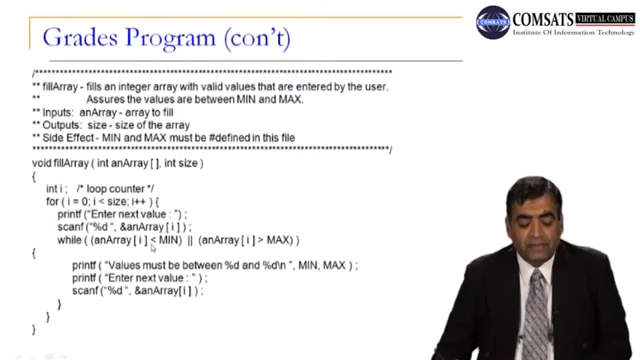 Grades Program (con’t)
COMSATS
VIRTUAL CAMPUS
Institute Of Information Technology
/***********************************************************************************
** fillArray - fills an integer array with valid values that are entered by the user.
** Assures the values are between MIN and MAX.
** Inputs: anArray - array to fill
** Outputs: size - size of the array
** Side Effect - MIN and MAX must be #defined in this file
***********************************************************************************/
void fillArray ( int anArray [ ], int size )
{
int i ; /* loop counter */
for ( i = 0; i < size; i++ ) {
printf (“Enter next value : ”) ;
scanf (“%d ”, &anArray [ i ] ) ;
while ( (anArray [ i ] < MIN) || (anArray [ i ] > MAX) )
{
printf ( “Values must be between %d and %d\n ”, MIN, MAX ) ;
printf ( “Enter next value : ” ) ;
scanf (“%d ”, &anArray[ i ] ) ;
}
}
}